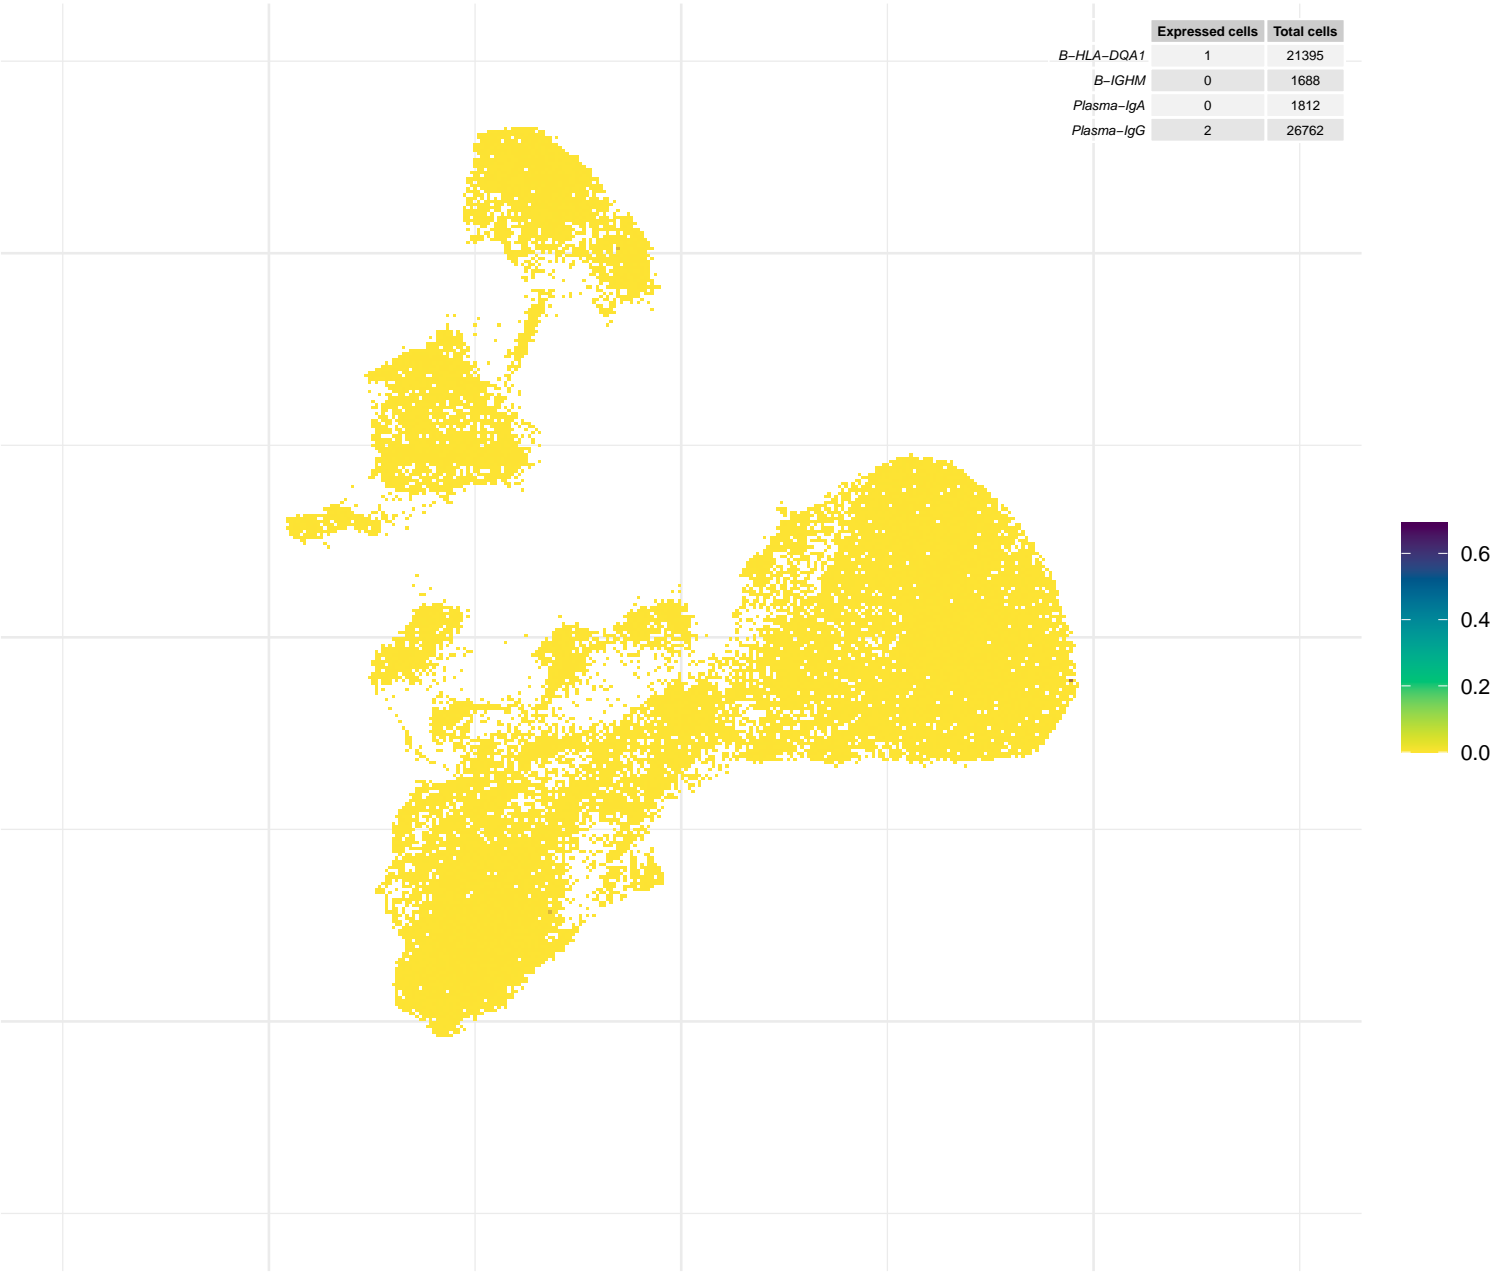 Expressed cells Total cells
B−HLA−DQA1 1 21395
B−IGHM 0 1688
Plasma−IgA 0 1812
Plasma−IgG 2 26762
0.6
0.4
0.2
0.0